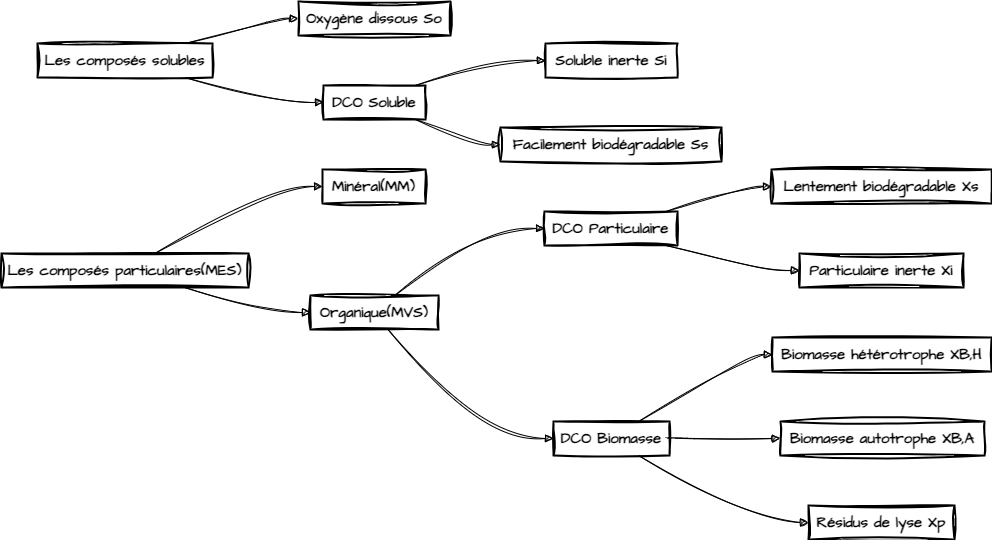 Oxygène dissous So
Les composés solubles
Soluble inerte Si
DCO Soluble
Facilement biodégradable Ss
Minéral(MM)
Lentement biodégradable Xs
DCO Particulaire
Les composés particulaires(MES)
Particulaire inerte Xi
Organique(MVS)
Biomasse hétérotrophe XB,H
DCO Biomasse
Biomasse autotrophe XB,A
Résidus de lyse Xp